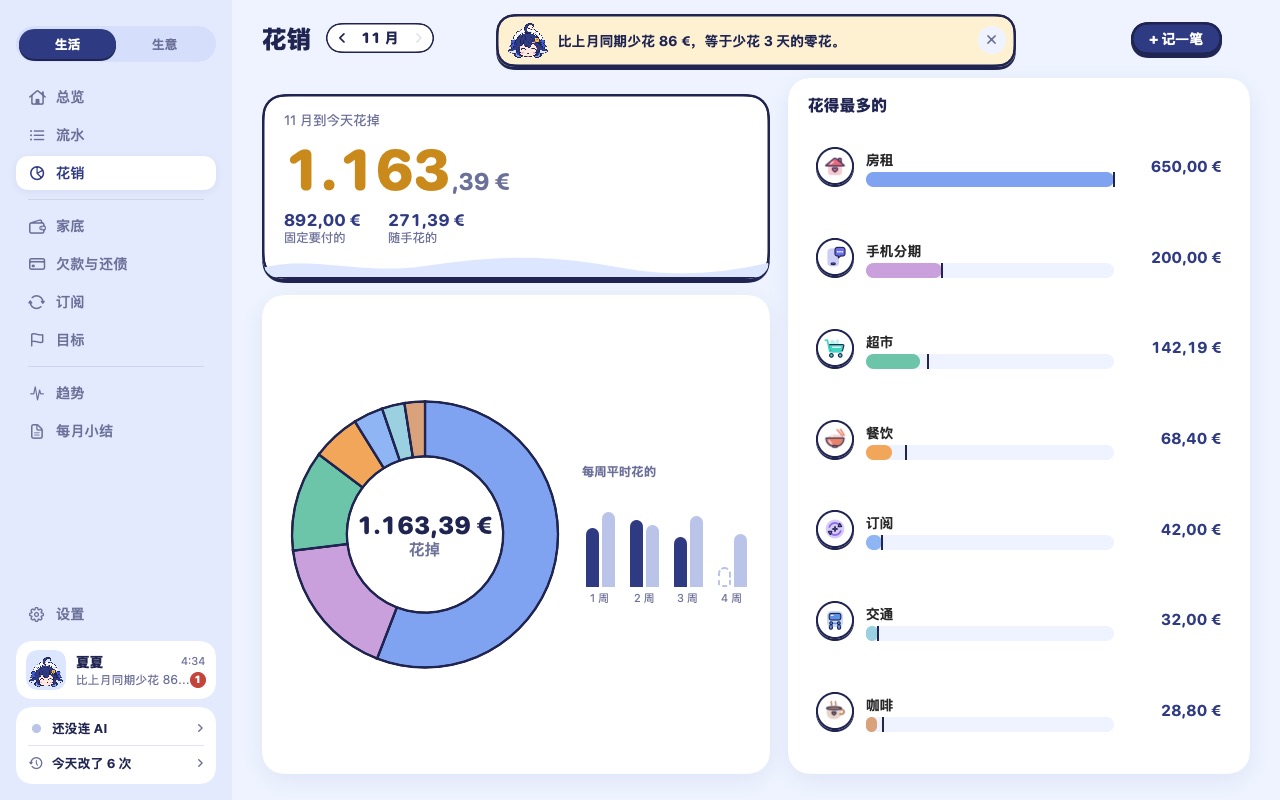 生活
生意
总览
流水
花销
家底
欠款与还债
订阅
目标
趋势
每月小结
设置
夏夏
4:34
比上月同期少花 86...
1
还没连 AI
今天改了 6 次
花销
11 月
比上月同期少花 86 €，等于少花 3 天的零花。
+ 记一笔
11 月到今天花掉
1.163,39 €
892,00 €
固定要付的
271,39 €
随手花的
1.163,39 €
花掉
每周平时花的
1 周
2 周
3 周
4 周
花得最多的
房租
650,00 €
手机分期
200,00 €
超市
142,19 €
餐饮
68,40 €
订阅
42,00 €
交通
32,00 €
咖啡
28,80 €